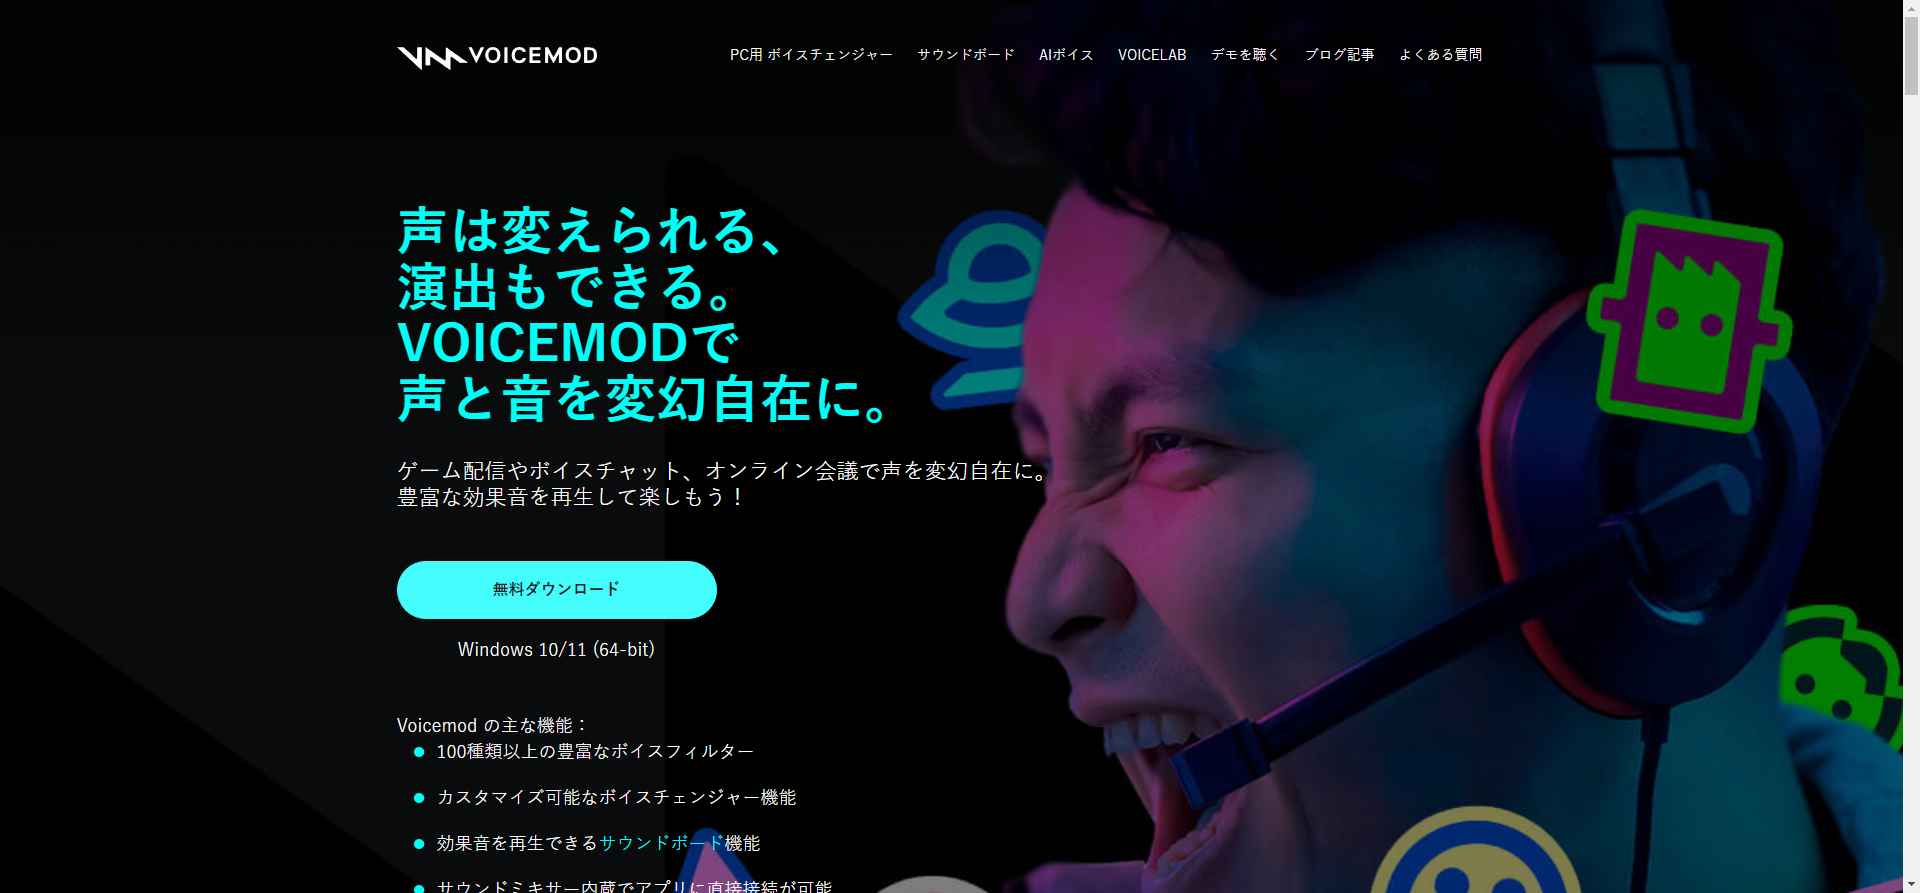 VOICEMOD
PC用 ボイスチェンジャー サウンドボード AIボイス VOICELAB デモを聴く ブログ記事 よくある質問
声は変えられる、
演出もできる。
VOICEMODで
声と音を変幻自在に。
ゲーム配信やボイスチャット、オンライン会議で声を変幻自在に。
豊富な効果音を再生して楽しもう！
無料ダウンロード
Windows 10/11 (64-bit)
Voicemod の主な機能：
100種類以上の豊富なボイスフィルター
カスタマイズ可能なボイスチェンジャー機能
効果音を再生できるサウンドボード機能
サウンドミキサー内蔵でアプリに直接接続が可能